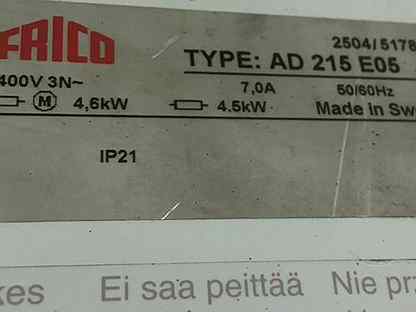 FRICO
2504/5178
TYPE: AD 215 E05
400V 3N~
7,0A
50/60Hz
M 4,6kW
4.5kW
Made in Sw
IP21
kes
Ei saa peittää
Nie prz